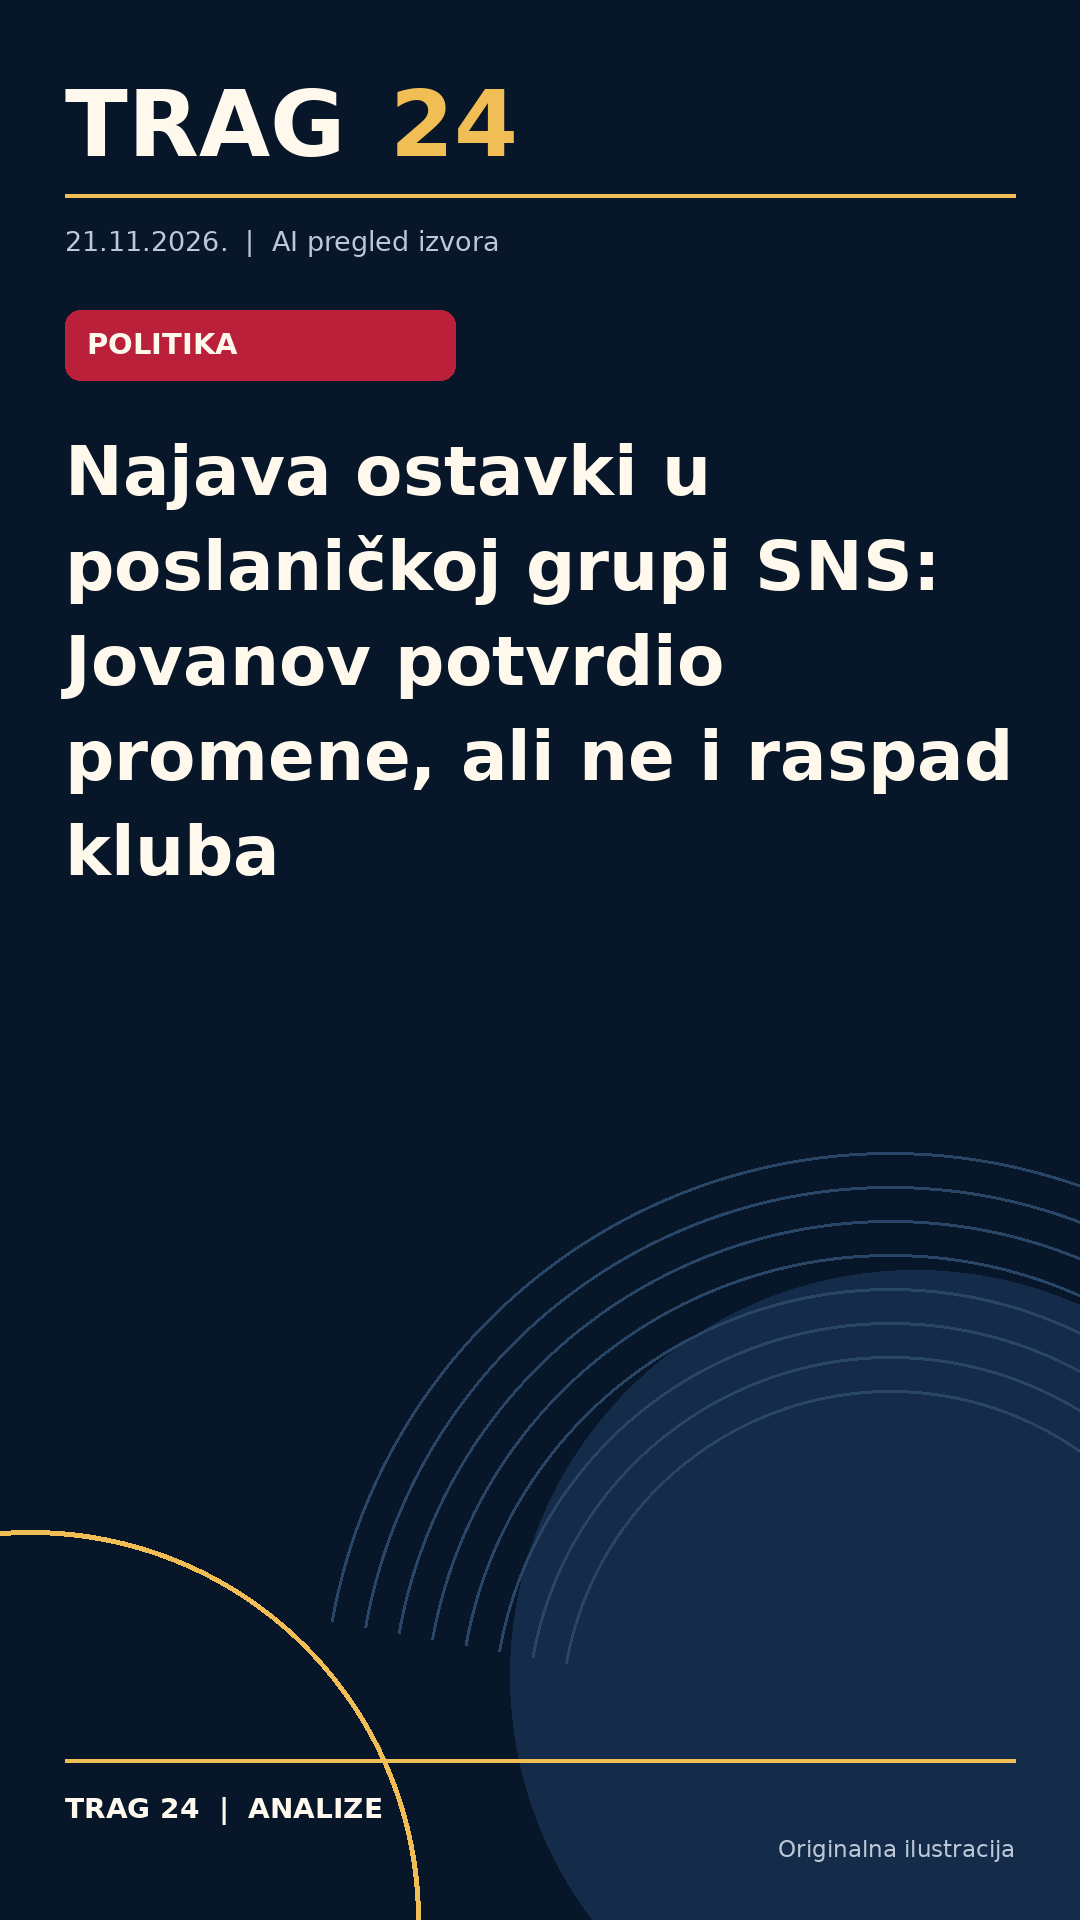 TRAG 24
21.11.2026. | AI pregled izvora
POLITIKA
Najava ostavki u
poslaničkoj grupi SNS:
Jovanov potvrdio
promene, ali ne i raspad
kluba
TRAG 24 | ANALIZE
Originalna ilustracija